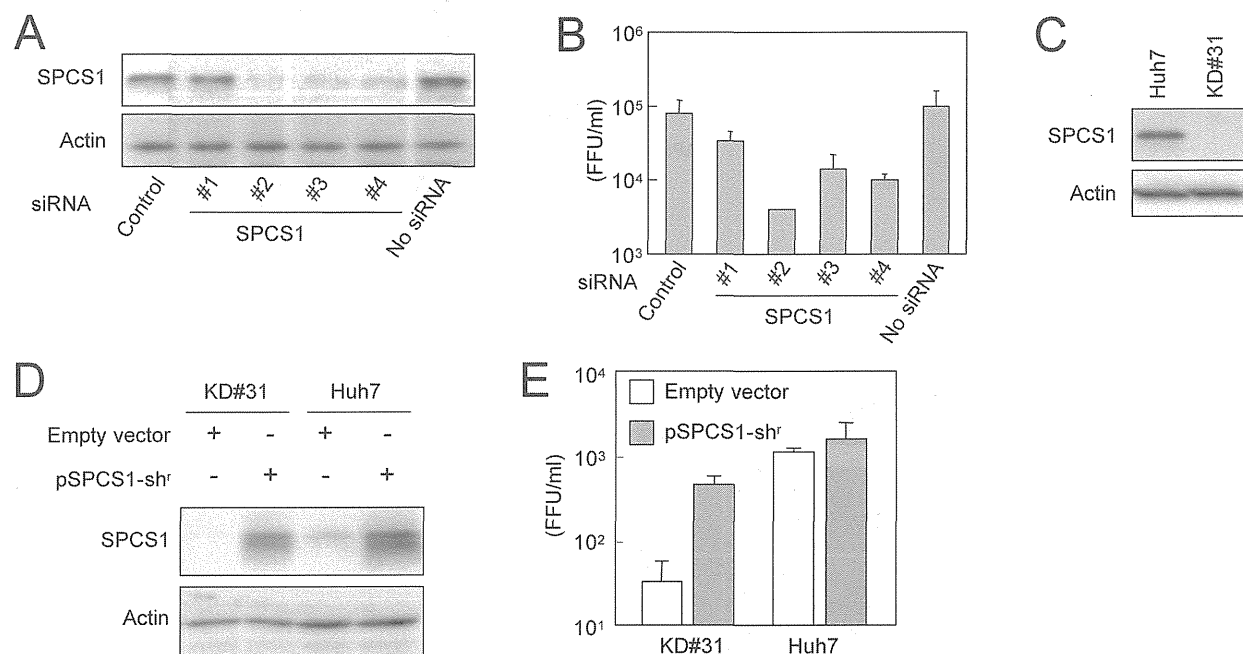 A
SPCS1
Actin
siRNA
Control
#1
#2
#3
#4
No siRNA
SPCS1
B
(FFU/ml)
10⁶
10⁵
10⁴
10³
siRNA
Control
#1
#2
#3
#4
No siRNA
SPCS1
C
Huh7
KD#31
SPCS1
Actin
D
KD#31 Huh7
Empty vector + - + -
pSPCS1-shʳ - + - +
SPCS1
Actin
E
(FFU/ml)
10⁴
10³
10²
10¹
Empty vector
pSPCS1-shʳ
KD#31 Huh7